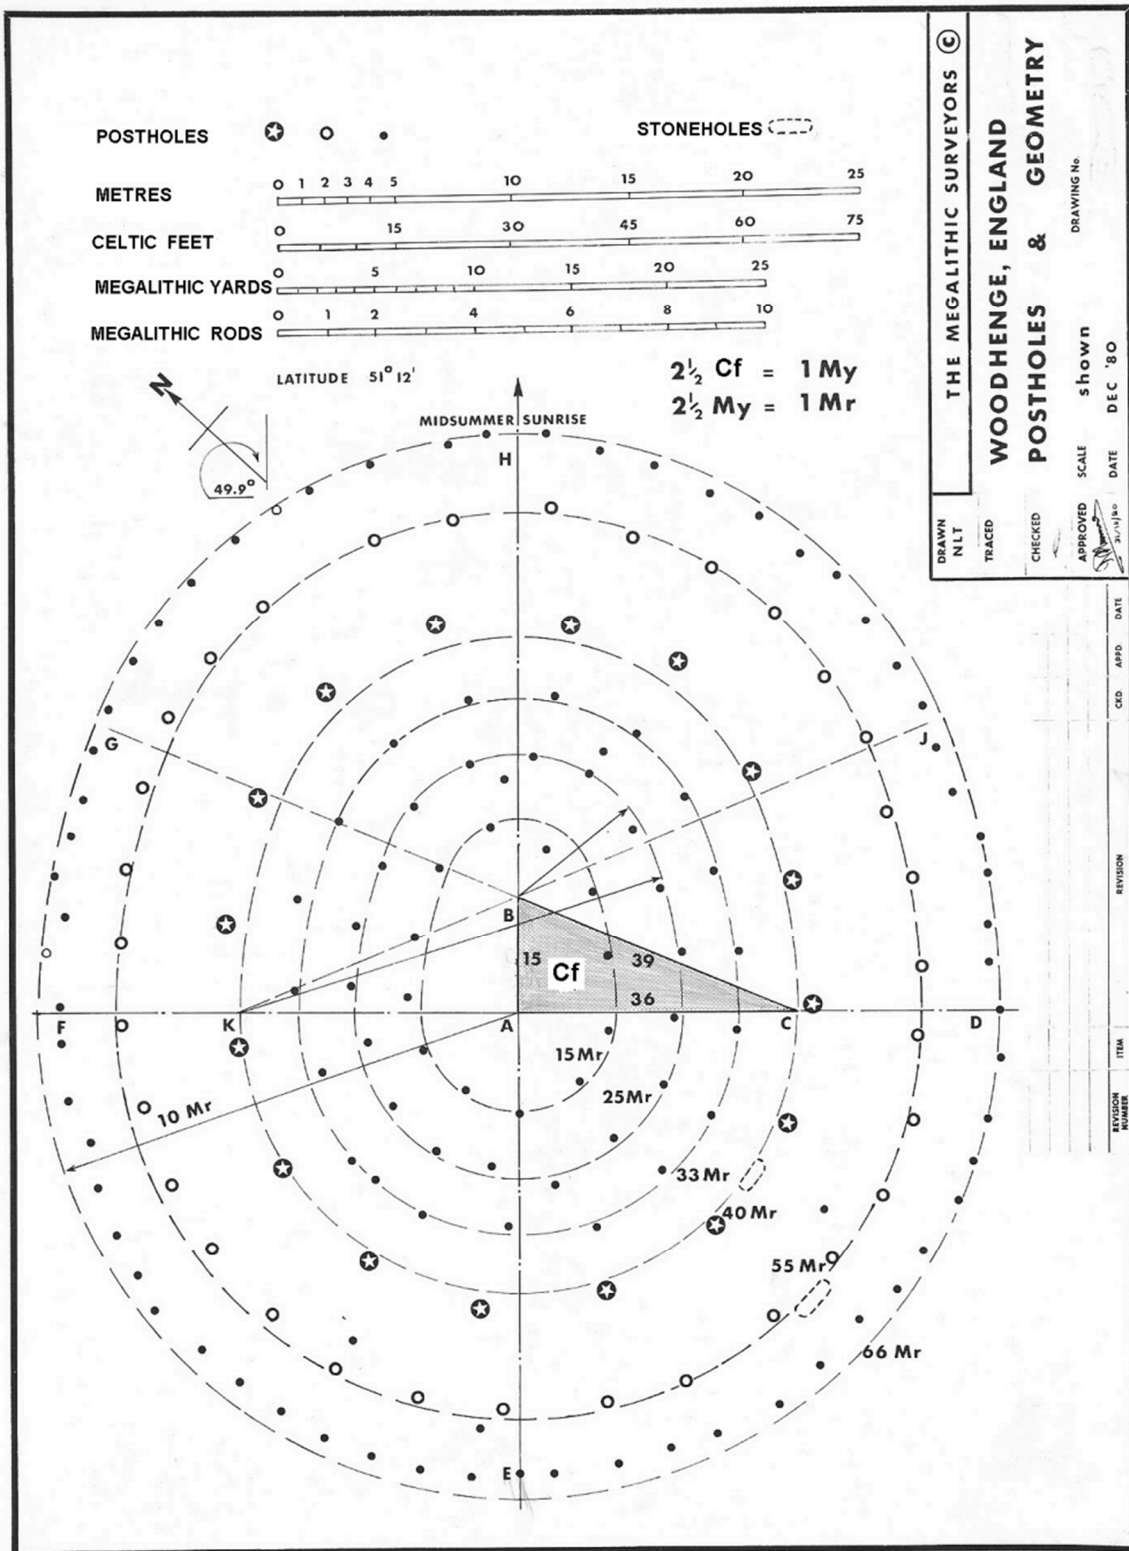 POSTHOLES
STONEHOLES
METRES
0 1 2 3 4 5 10 15 20 25
CELTIC FEET
0 15 30 45 60 75
MEGALITHIC YARDS
0 5 10 15 20 25
MEGALITHIC RODS
0 1 2 4 6 8 10
LATITUDE 51° 12'
2½ Cf = 1 My
2½ My = 1 Mr
N
49.9°
MIDSUMMER SUNRISE
H
G
J
B
15
Cf
39
36
F
O
K
A
C
D
15Mr
25Mr
10 Mr
33Mr
40 Mr
55 Mr
66 Mr
E
THE MEGALITHIC SURVEYORS ©
WOODHENGE, ENGLAND
POSTHOLES & GEOMETRY
DRAWING No.
DRAWN
NLT
TRACED
CHECKED
APPROVED
31/12/80
SCALE shown
DATE DEC '80
CKD APPD. DATE
REVISION
ITEM
REVISION
NUMBER